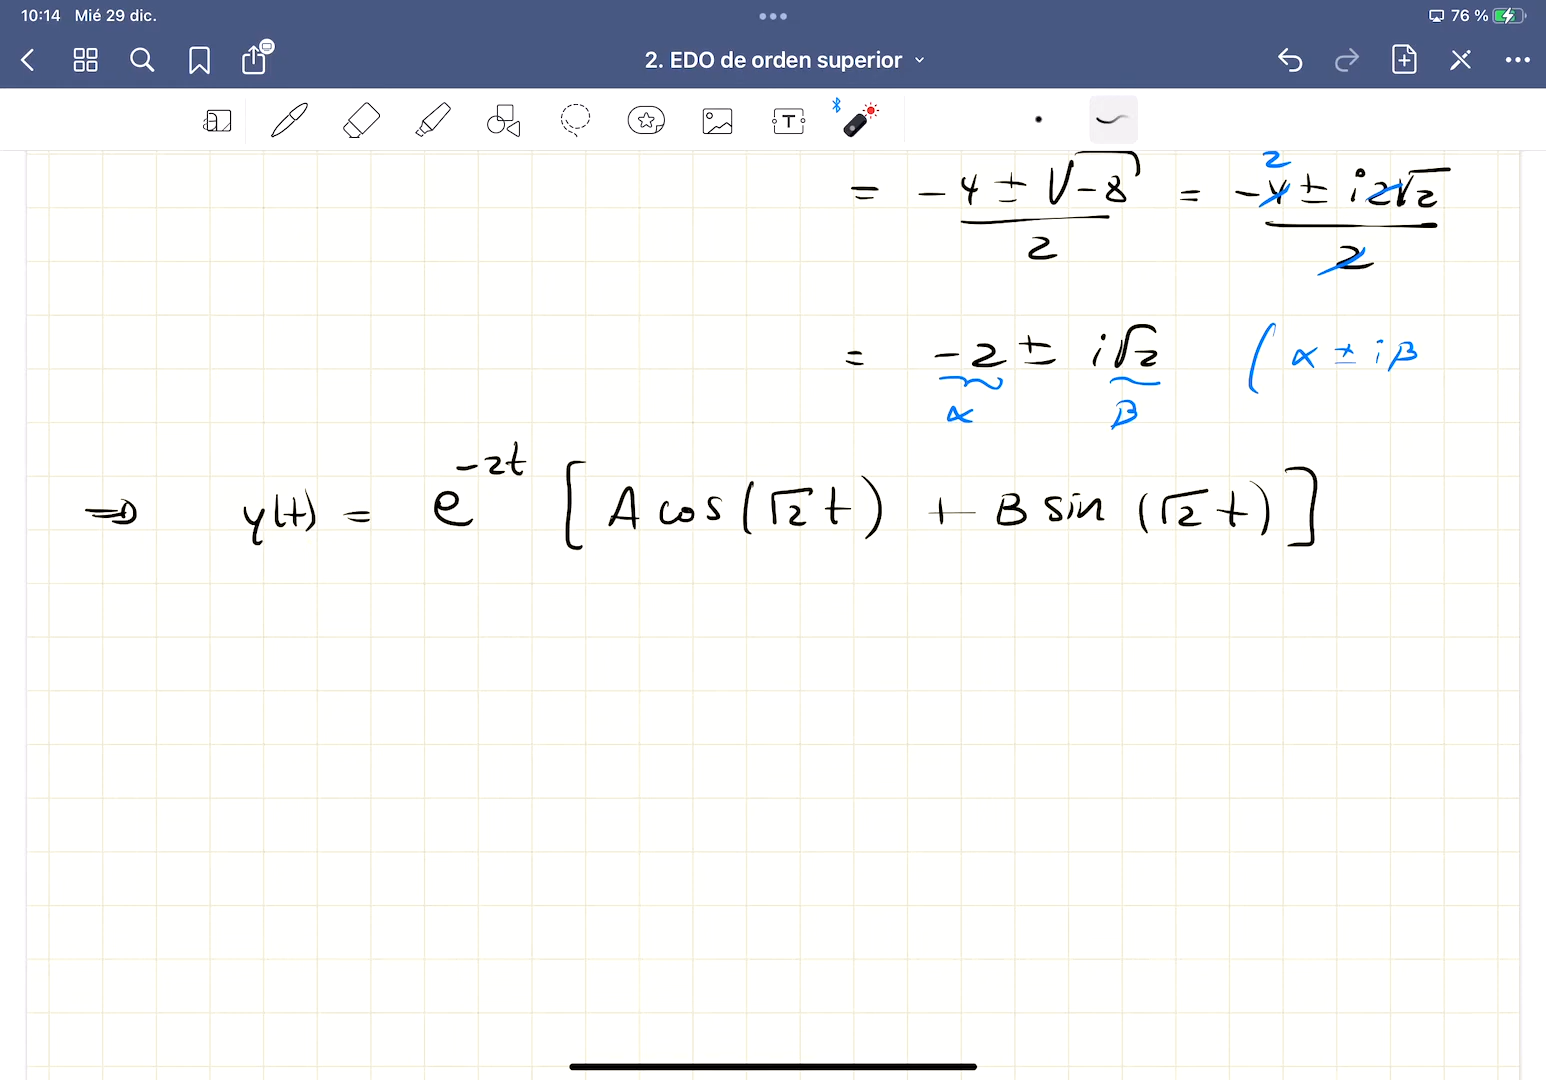 10:14 Mié 29 dic. 76 %
2. EDO de orden superior
T
= -4 ± √-8 / 2 = -4 ± i2√2 / 2
2
= -2 ± i√2 ( α ± iβ
α β
⇒ y(t) = e^-2t [ A cos(√2 t) + B sin (√2 t) ]